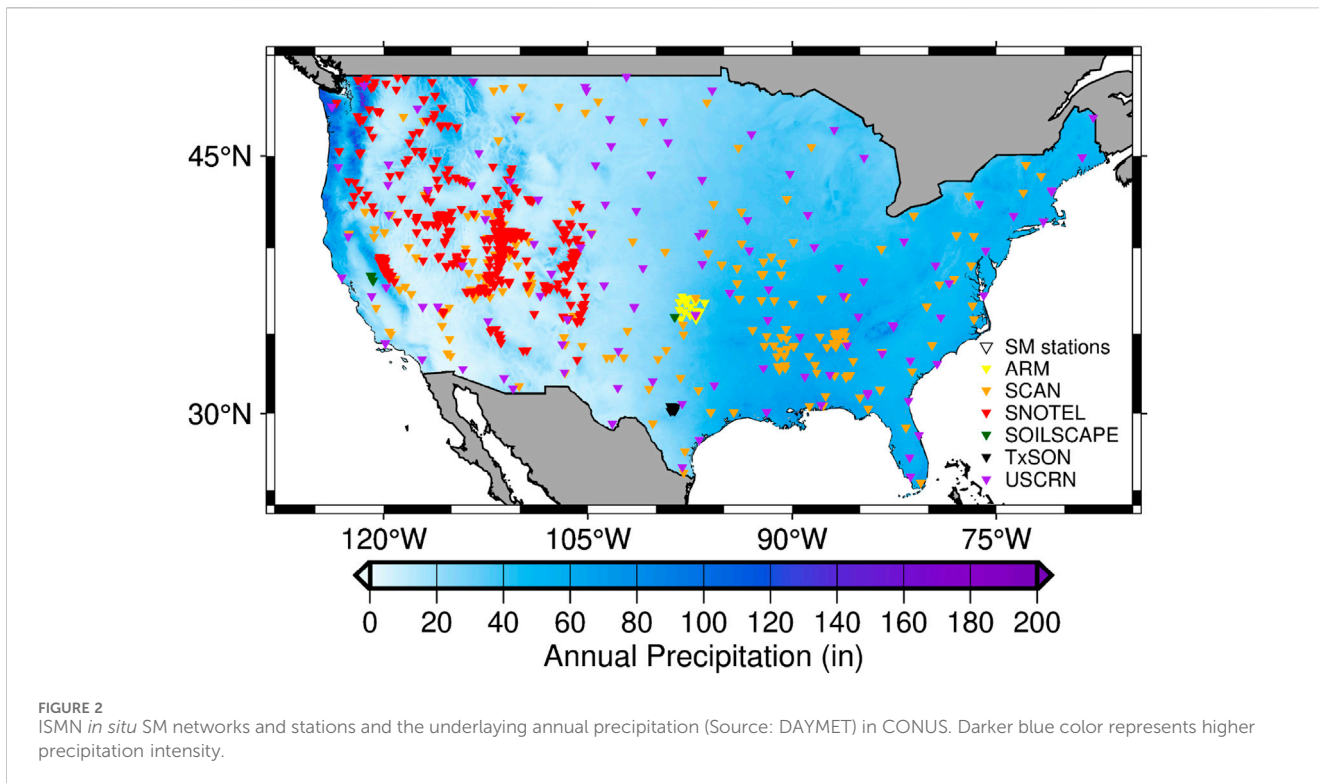 45°N
30°N
SM stations
ARM
SCAN
SNOTEL
SOILSCAPE
TxSON
USCRN
120°W 105°W 90°W 75°W
0 20 40 60 80 100 120 140 160 180 200
Annual Precipitation (in)
FIGURE 2
ISMN in situ SM networks and stations and the underlaying annual precipitation (Source: DAYMET) in CONUS. Darker blue color represents higher
precipitation intensity.